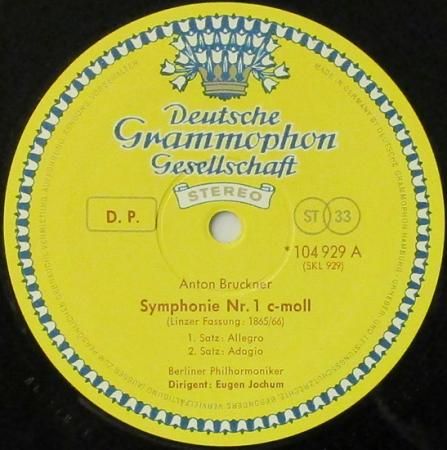 Deutsche
Grammophon
Gesellschaft
STEREO
D. P.
ST 33
* 104 929 A
(SKL 929)
Anton Bruckner
Symphonie Nr. 1 c-moll
(Linzer Fassung: 1865/66)
1. Satz: Allegro
2. Satz: Adagio
Berliner Philharmoniker
Dirigent: Eugen Jochum
MADE IN GERMANY BY DEUTSCHE GRAMMOPHON HAMBURG